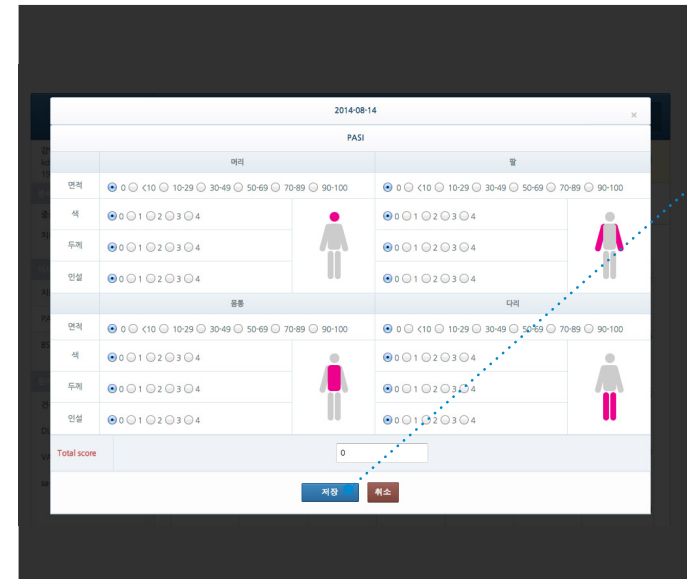 2014-08-14 ×
PASI
머리 팔
면적 0 <10 10-29 30-49 50-69 70-89 90-100 0 <10 10-29 30-49 50-69 70-89 90-100
색 0 1 2 3 4 0 1 2 3 4
두께 0 1 2 3 4 0 1 2 3 4
인설 0 1 2 3 4 0 1 2 3 4
몸통 다리
면적 0 <10 10-29 30-49 50-69 70-89 90-100 0 <10 10-29 30-49 50-69 70-89 90-100
색 0 1 2 3 4 0 1 2 3 4
두께 0 1 2 3 4 0 1 2 3 4
인설 0 1 2 3 4 0 1 2 3 4
Total score 0
저장 취소